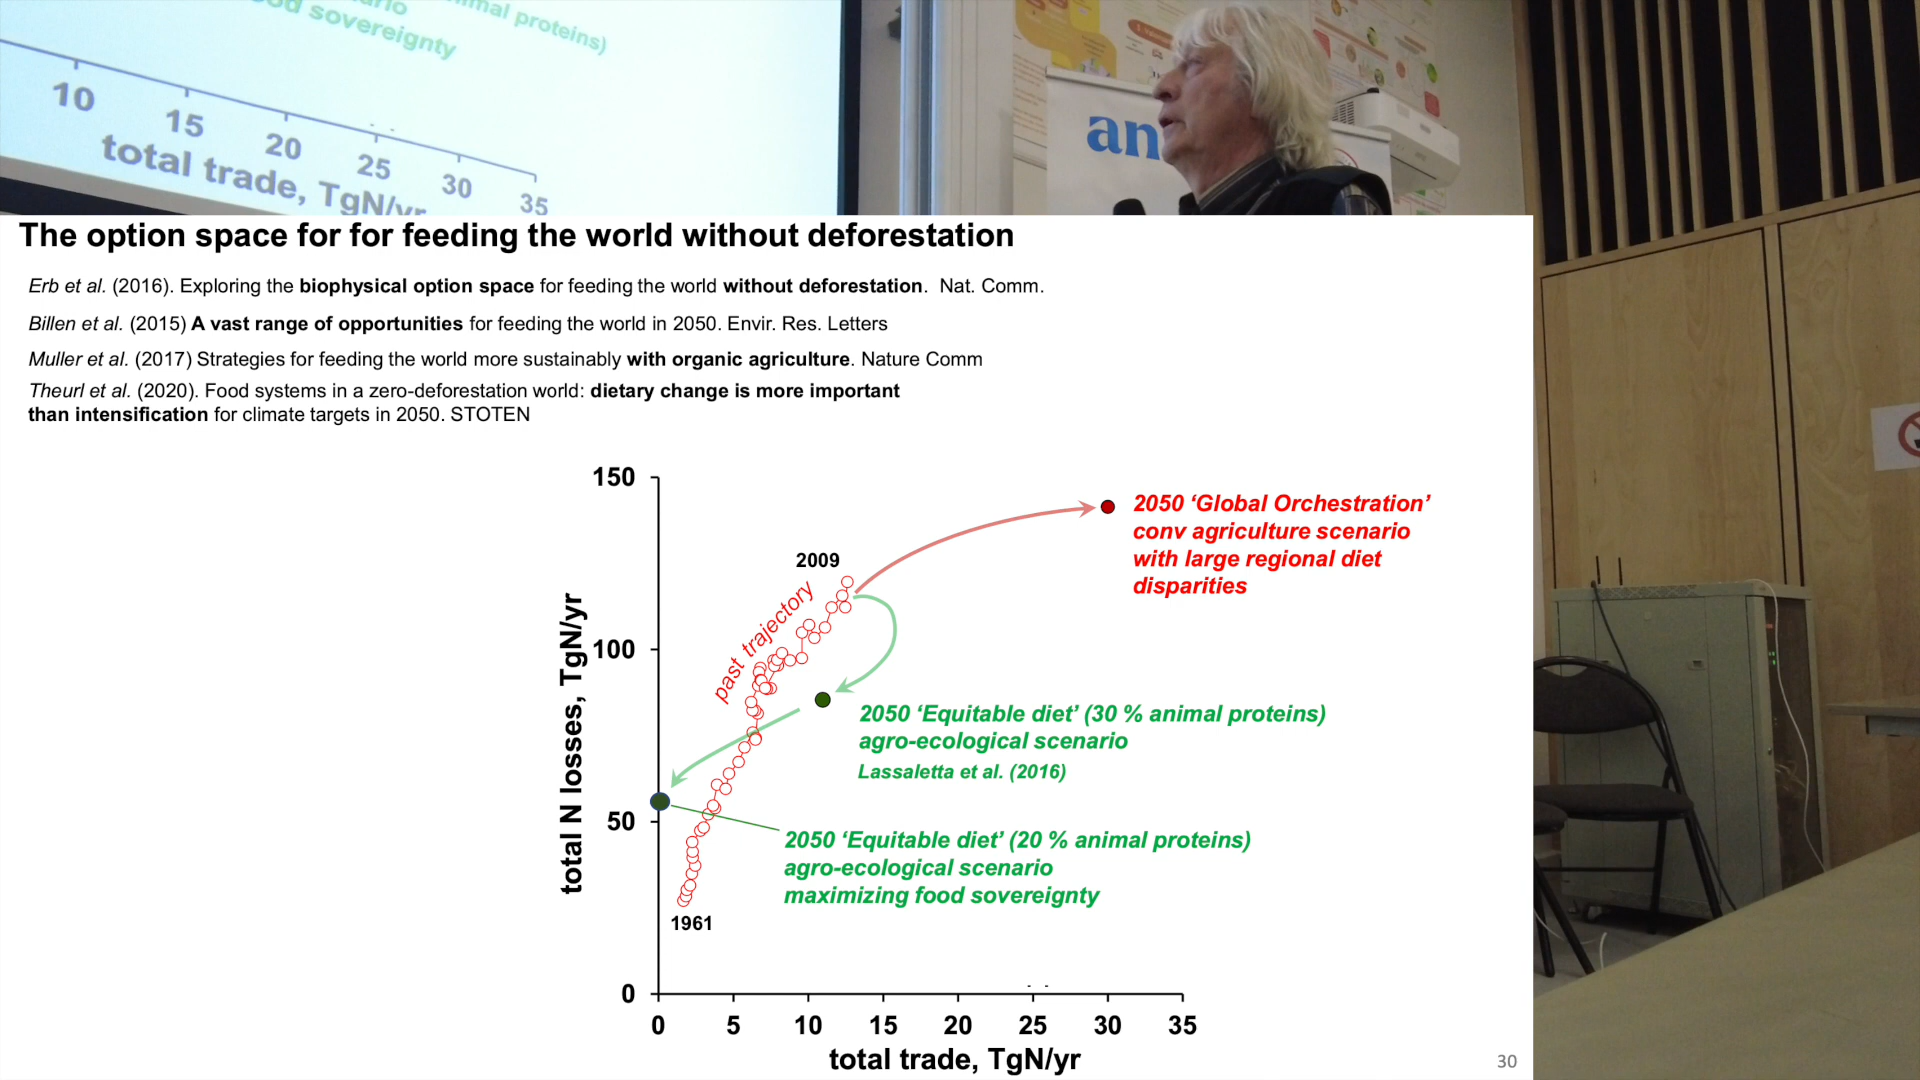 ario
nimal proteins)
od sovereignty
10
15
20
25
30
35
total trade, TgN/yr
an
The option space for for feeding the world without deforestation
Erb et al. (2016). Exploring the biophysical option space for feeding the world without deforestation. Nat. Comm.
Billen et al. (2015) A vast range of opportunities for feeding the world in 2050. Envir. Res. Letters
Muller et al. (2017) Strategies for feeding the world more sustainably with organic agriculture. Nature Comm
Theurl et al. (2020). Food systems in a zero-deforestation world: dietary change is more important
than intensification for climate targets in 2050. STOTEN
150
100
50
0
total N losses, TgN/yr
2009
past trajectory
1961
2050 ‘Global Orchestration’
conv agriculture scenario
with large regional diet
disparities
2050 ‘Equitable diet’ (30 % animal proteins)
agro-ecological scenario
Lassaletta et al. (2016)
2050 ‘Equitable diet’ (20 % animal proteins)
agro-ecological scenario
maximizing food sovereignty
0 5 10 15 20 25 30 35
total trade, TgN/yr
30